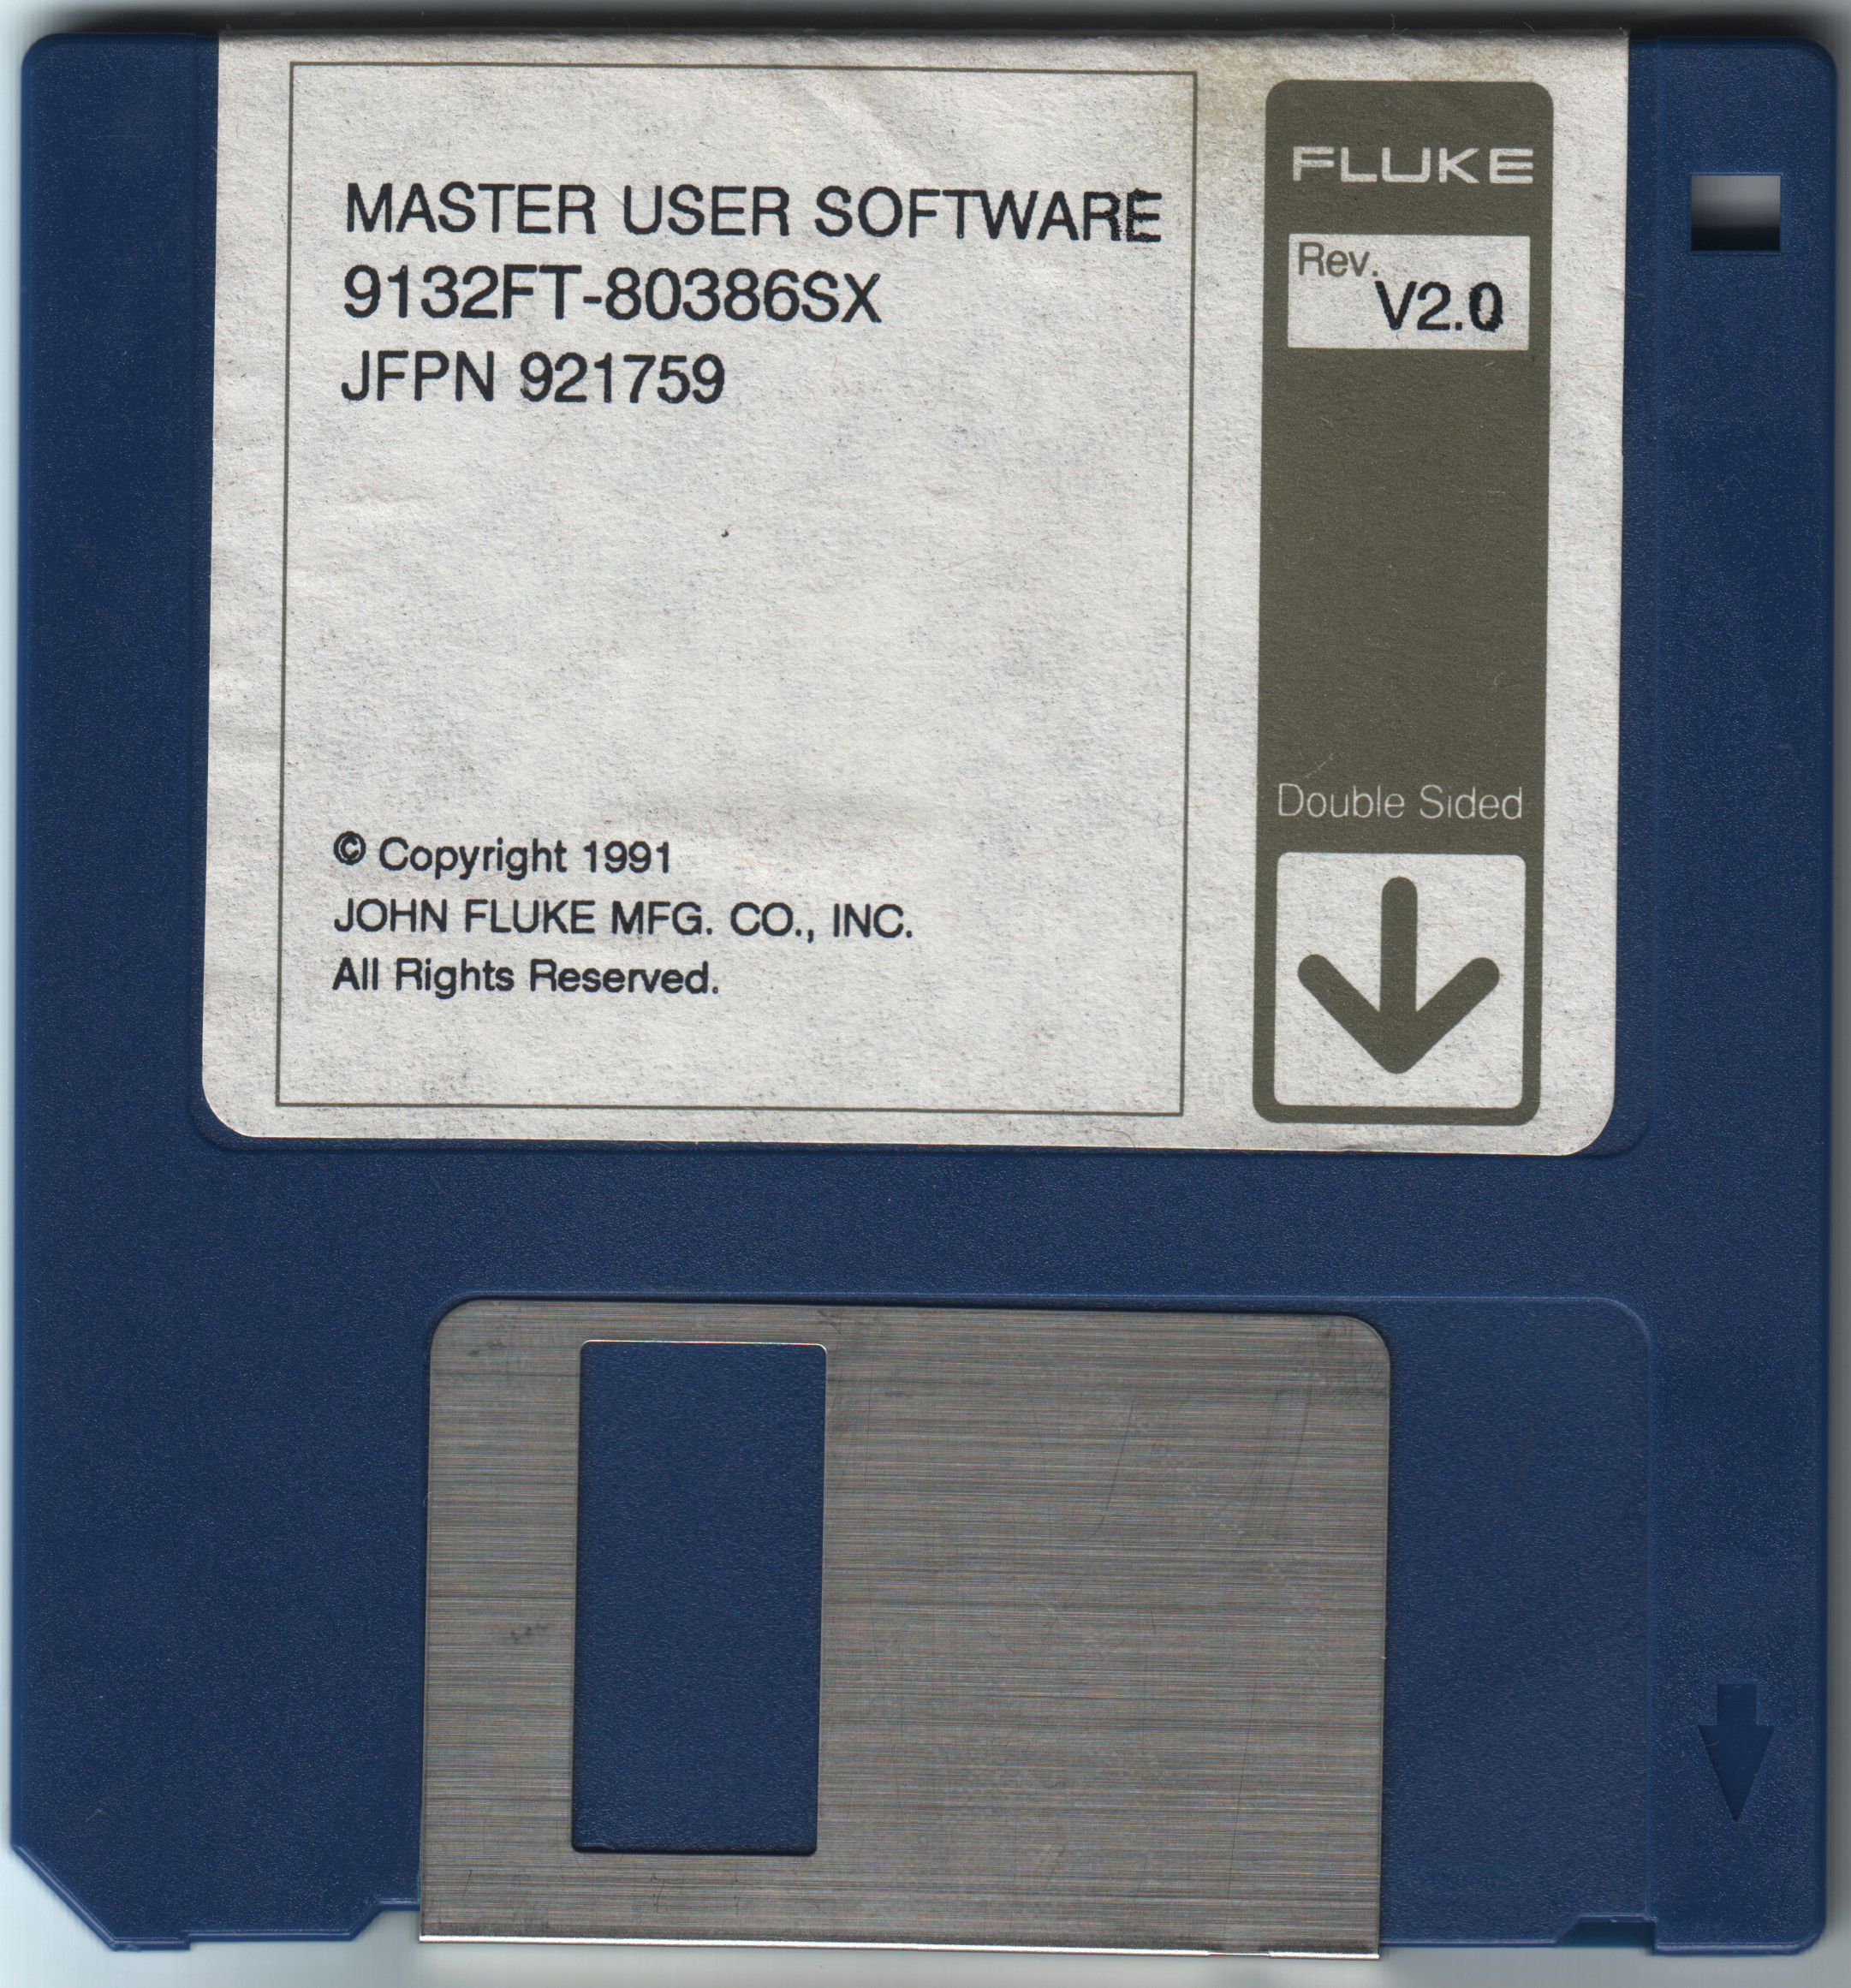 MASTER USER SOFTWARE
9132FT-80386SX
JFPN 921759
© Copyright 1991
JOHN FLUKE MFG. CO., INC.
All Rights Reserved.
FLUKE
Rev.
V2.0
Double Sided